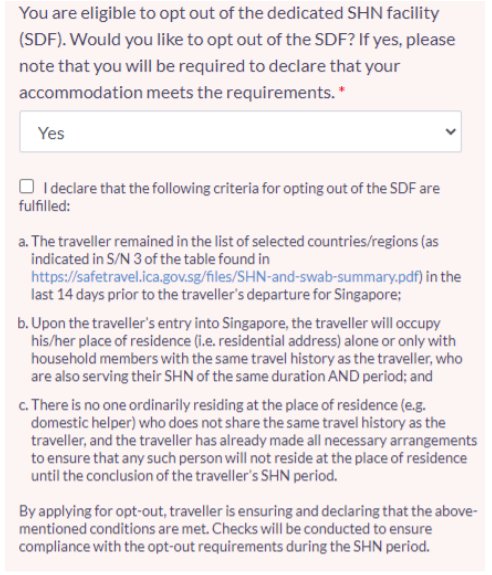 You are eligible to opt out of the dedicated SHN facility
(SDF). Would you like to opt out of the SDF? If yes, please
note that you will be required to declare that your
accommodation meets the requirements. *
Yes
I declare that the following criteria for opting out of the SDF are
fulfilled:
a. The traveller remained in the list of selected countries/regions (as
indicated in S/N 3 of the table found in
https://safetravel.ica.gov.sg/files/SHN-and-swab-summary.pdf) in the
last 14 days prior to the traveller's departure for Singapore;
b. Upon the traveller's entry into Singapore, the traveller will occupy
his/her place of residence (i.e. residential address) alone or only with
household members with the same travel history as the traveller, who
are also serving their SHN of the same duration AND period; and
c. There is no one ordinarily residing at the place of residence (e.g.
domestic helper) who does not share the same travel history as the
traveller, and the traveller has already made all necessary arrangements
to ensure that any such person will not reside at the place of residence
until the conclusion of the traveller's SHN period.
By applying for opt-out, traveller is ensuring and declaring that the above-
mentioned conditions are met. Checks will be conducted to ensure
compliance with the opt-out requirements during the SHN period.